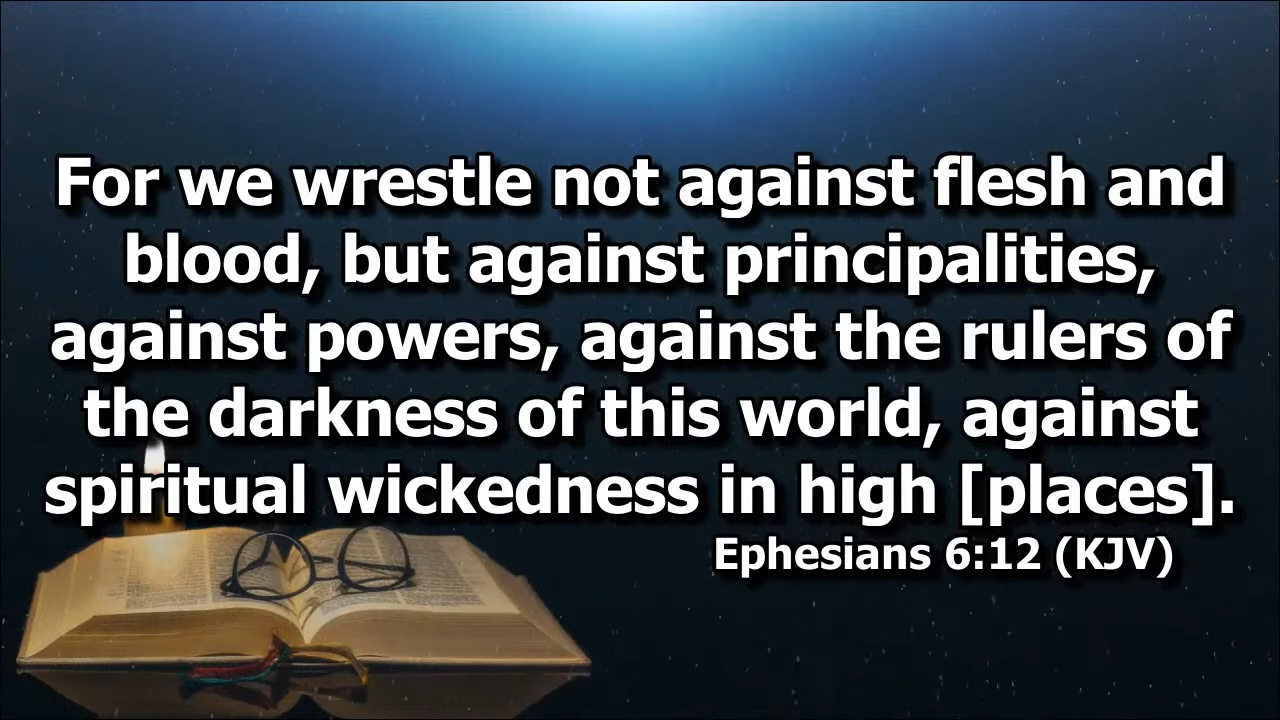 For we wrestle not against flesh and
blood, but against principalities,
against powers, against the rulers of
the darkness of this world, against
spiritual wickedness in high [places].
Ephesians 6:12 (KJV)